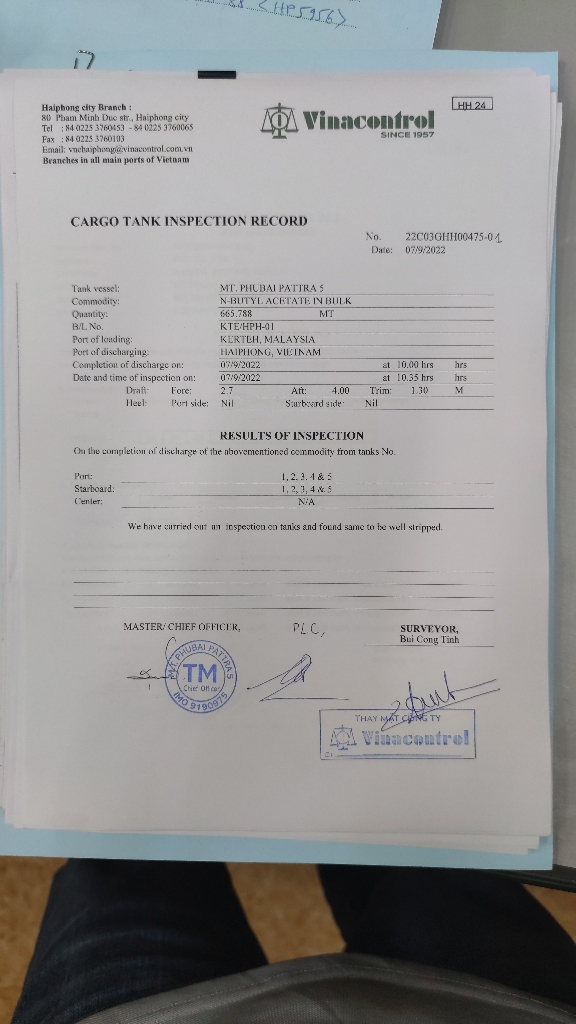 <HP5956>
Haiphong city Branch :
80 Pham Minh Duc str., Haiphong city
Tel : 84 0225 3760453 - 84 0225 3760065
Fax : 84 0225 3760103
Email: vnchaiphong@vinacontrol.com.vn
Branches in all main ports of Vietnam
Vinacontrol
SINCE 1957
HH 24
CARGO TANK INSPECTION RECORD
No. 22C03GHH00475-01
Date: 07/9/2022
Tank vessel: MT. PHUBAI PATTRA 5
Commodity: N-BUTYL ACETATE IN BULK
Quantity: 665.788 MT
B/L No. KTE/HPH-01
Port of loading: KERTEH, MALAYSIA
Port of discharging: HAIPHONG, VIETNAM
Completion of discharge on: 07/9/2022 at 10.00 hrs hrs
Date and time of inspection on: 07/9/2022 at 10.35 hrs hrs
Draft: Fore: 2.7 Aft: 4.00 Trim: 1.30 M
Heel: Port side: Nil Starboard side: Nil
RESULTS OF INSPECTION
On the completion of discharge of the abovementioned commodity from tanks No.
Port: 1, 2, 3, 4 & 5
Starboard: 1, 2, 3, 4 & 5
Center: N/A
We have carried out an inspection on tanks and found same to be well stripped.
MASTER/ CHIEF OFFICER, PLC, SURVEYOR,
Bui Cong Tinh
MT. PHUBAI PATTRA 5
TM
Chief Officer
IMO 9190975
THAY MẶT CÔNG TY
Vinacontrol